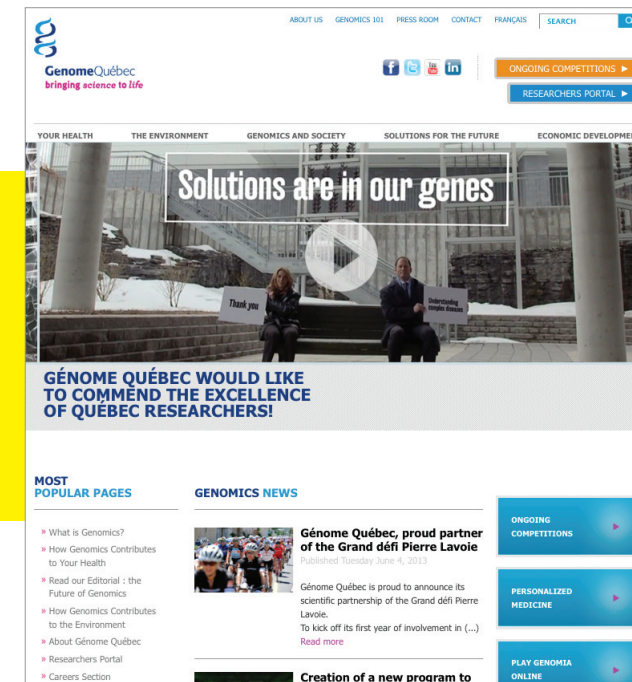 ABOUT US GENOMICS 101 PRESS ROOM CONTACT FRANÇAIS SEARCH
GenomeQuébec
bringing science to life
ONGOING COMPETITIONS
RESEARCHERS PORTAL
YOUR HEALTH THE ENVIRONMENT GENOMICS AND SOCIETY SOLUTIONS FOR THE FUTURE ECONOMIC DEVELOPME
Solutions are in our genes
Thank you
Understanding
complex diseases
GÉNOME QUÉBEC WOULD LIKE
TO COMMEND THE EXCELLENCE
OF QUÉBEC RESEARCHERS!
MOST
POPULAR PAGES
» What is Genomics?
» How Genomics Contributes
to Your Health
» Read our Editorial : the
Future of Genomics
» How Genomics Contributes
to the Environment
» About Génome Québec
» Researchers Portal
» Careers Section
GENOMICS NEWS
Génome Québec, proud partner
of the Grand défi Pierre Lavoie
Published Tuesday June 4, 2013
Génome Québec is proud to announce its
scientific partnership of the Grand défi Pierre
Lavoie.
To kick off its first year of involvement in (...)
Read more
Creation of a new program to
ONGOING
COMPETITIONS
PERSONALIZED
MEDICINE
PLAY GENOMIA
ONLINE